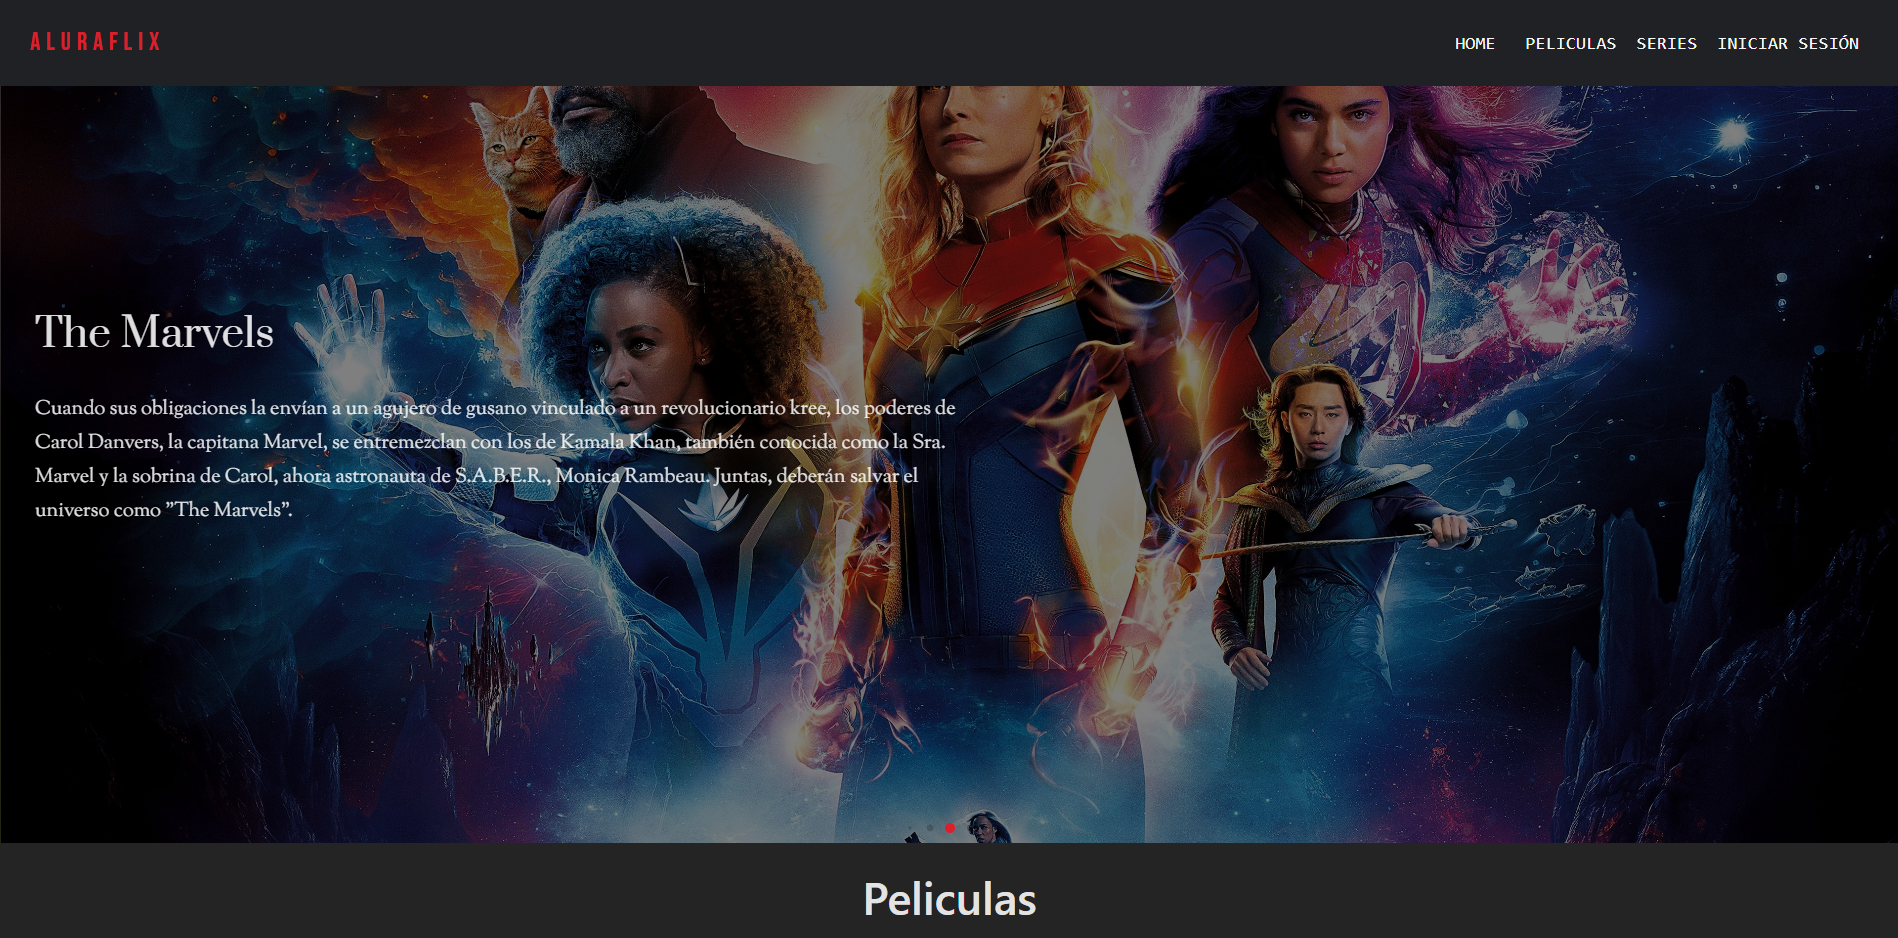 ALURAFLIX
HOME PELICULAS SERIES INICIAR SESIÓN
The Marvels
Cuando sus obligaciones la envían a un agujero de gusano vinculado a un revolucionario kree, los poderes de
Carol Danvers, la capitana Marvel, se entremezclan con los de Kamala Khan, también conocida como la Sra.
Marvel y la sobrina de Carol, ahora astronauta de S.A.B.E.R., Monica Rambeau. Juntas, deberán salvar el
universo como "The Marvels".
Peliculas